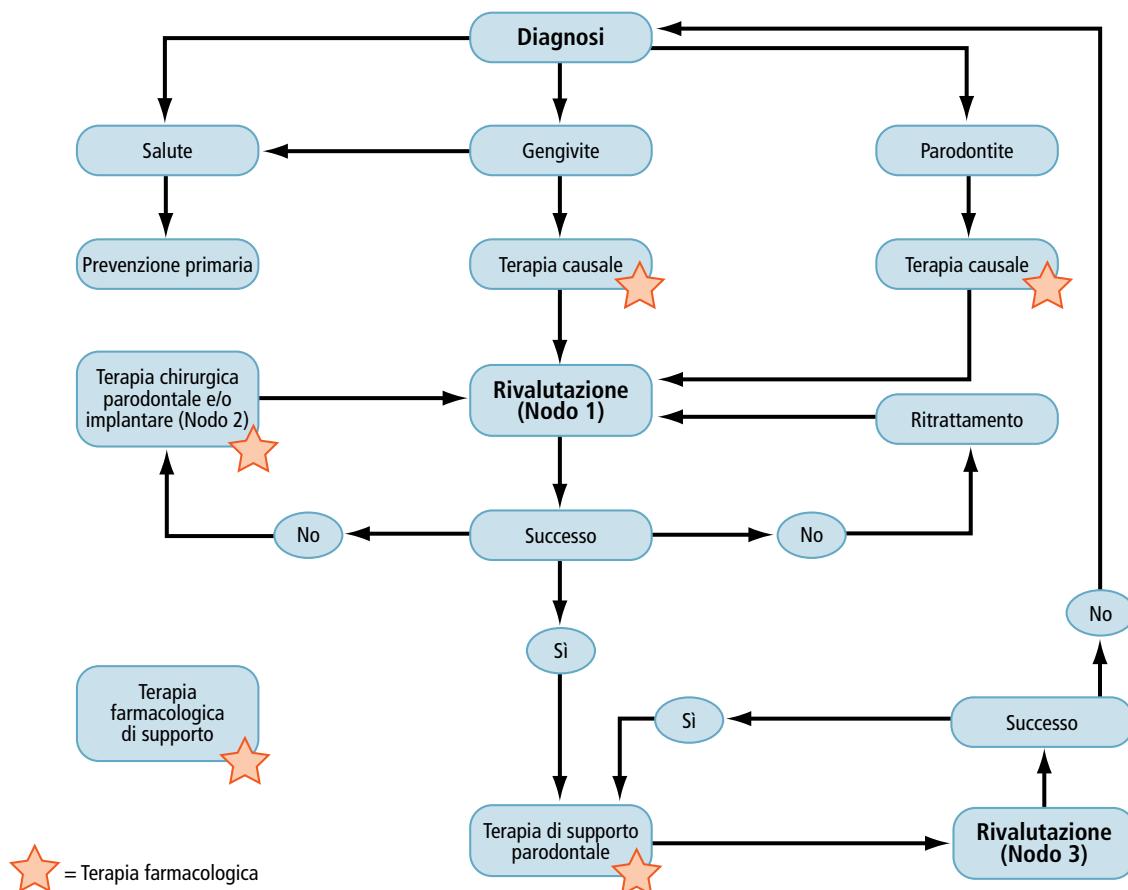 Diagnosi
Salute
Gengivite
Parodontite
Prevenzione primaria
Terapia causale
Terapia causale
Terapia chirurgica
parodontale e/o
implantare (Nodo 2)
Rivalutazione
(Nodo 1)
Ritrattamento
No
Successo
No
No
Sì
Terapia
farmacologica
di supporto
Sì
Successo
Terapia di supporto
parodontale
Rivalutazione
(Nodo 3)
= Terapia farmacologica